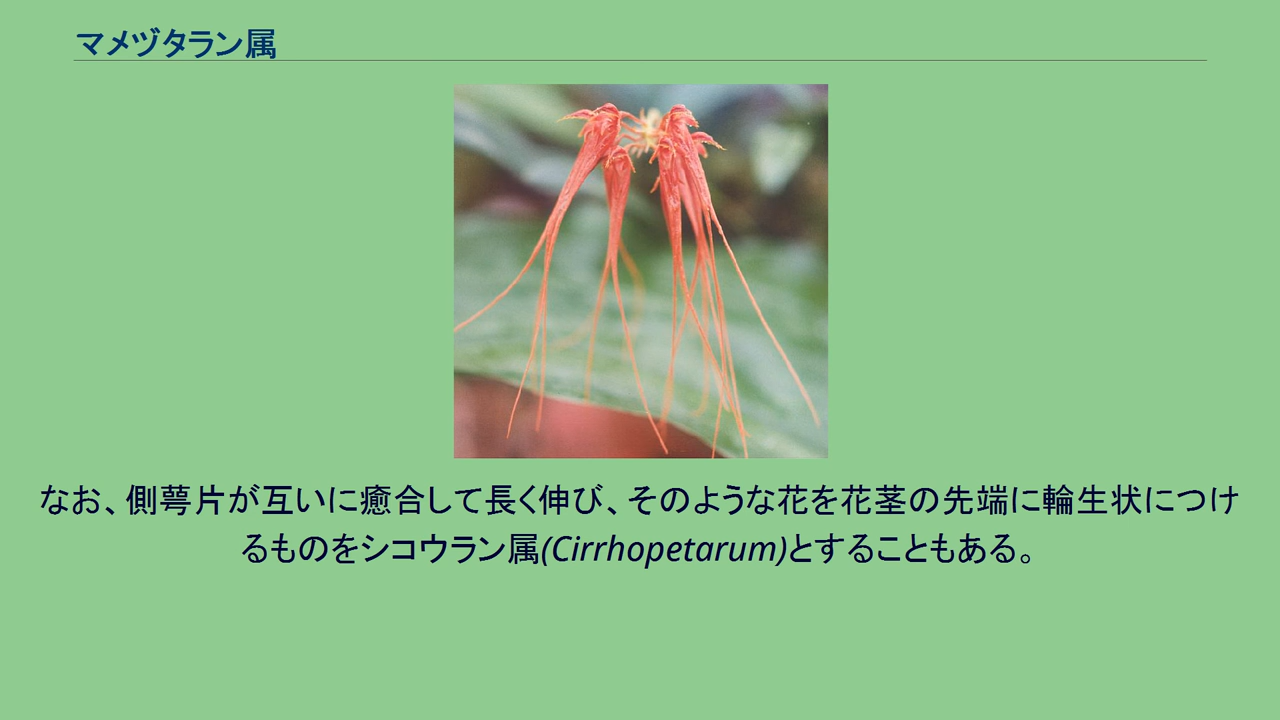 マメヅタラン属
なお、側萼片が互いに癒合して長く伸び、そのような花を花茎の先端に輪生状につけ
るものをシコウラン属(Cirrhopetarum)とすることもある。